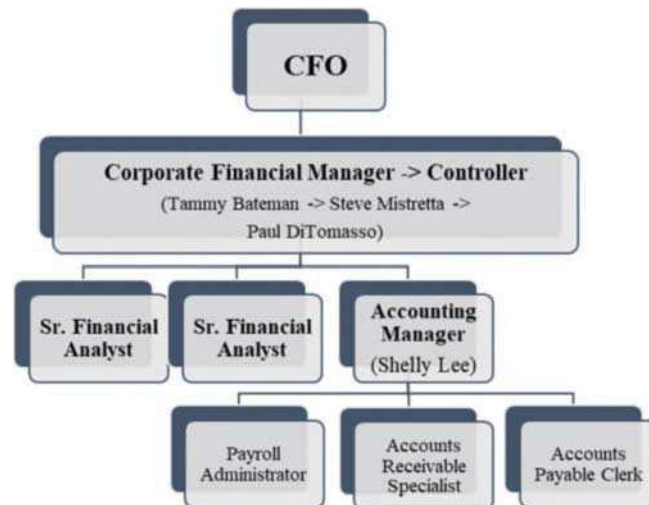 CFO
Corporate Financial Manager -> Controller
(Tammy Bateman -> Steve Mistretta ->
Paul DiTomasso)
Sr. Financial
Analyst
Sr. Financial
Analyst
Accounting
Manager
(Shelly Lee)
Payroll
Administrator
Accounts
Receivable
Specialist
Accounts
Payable Clerk